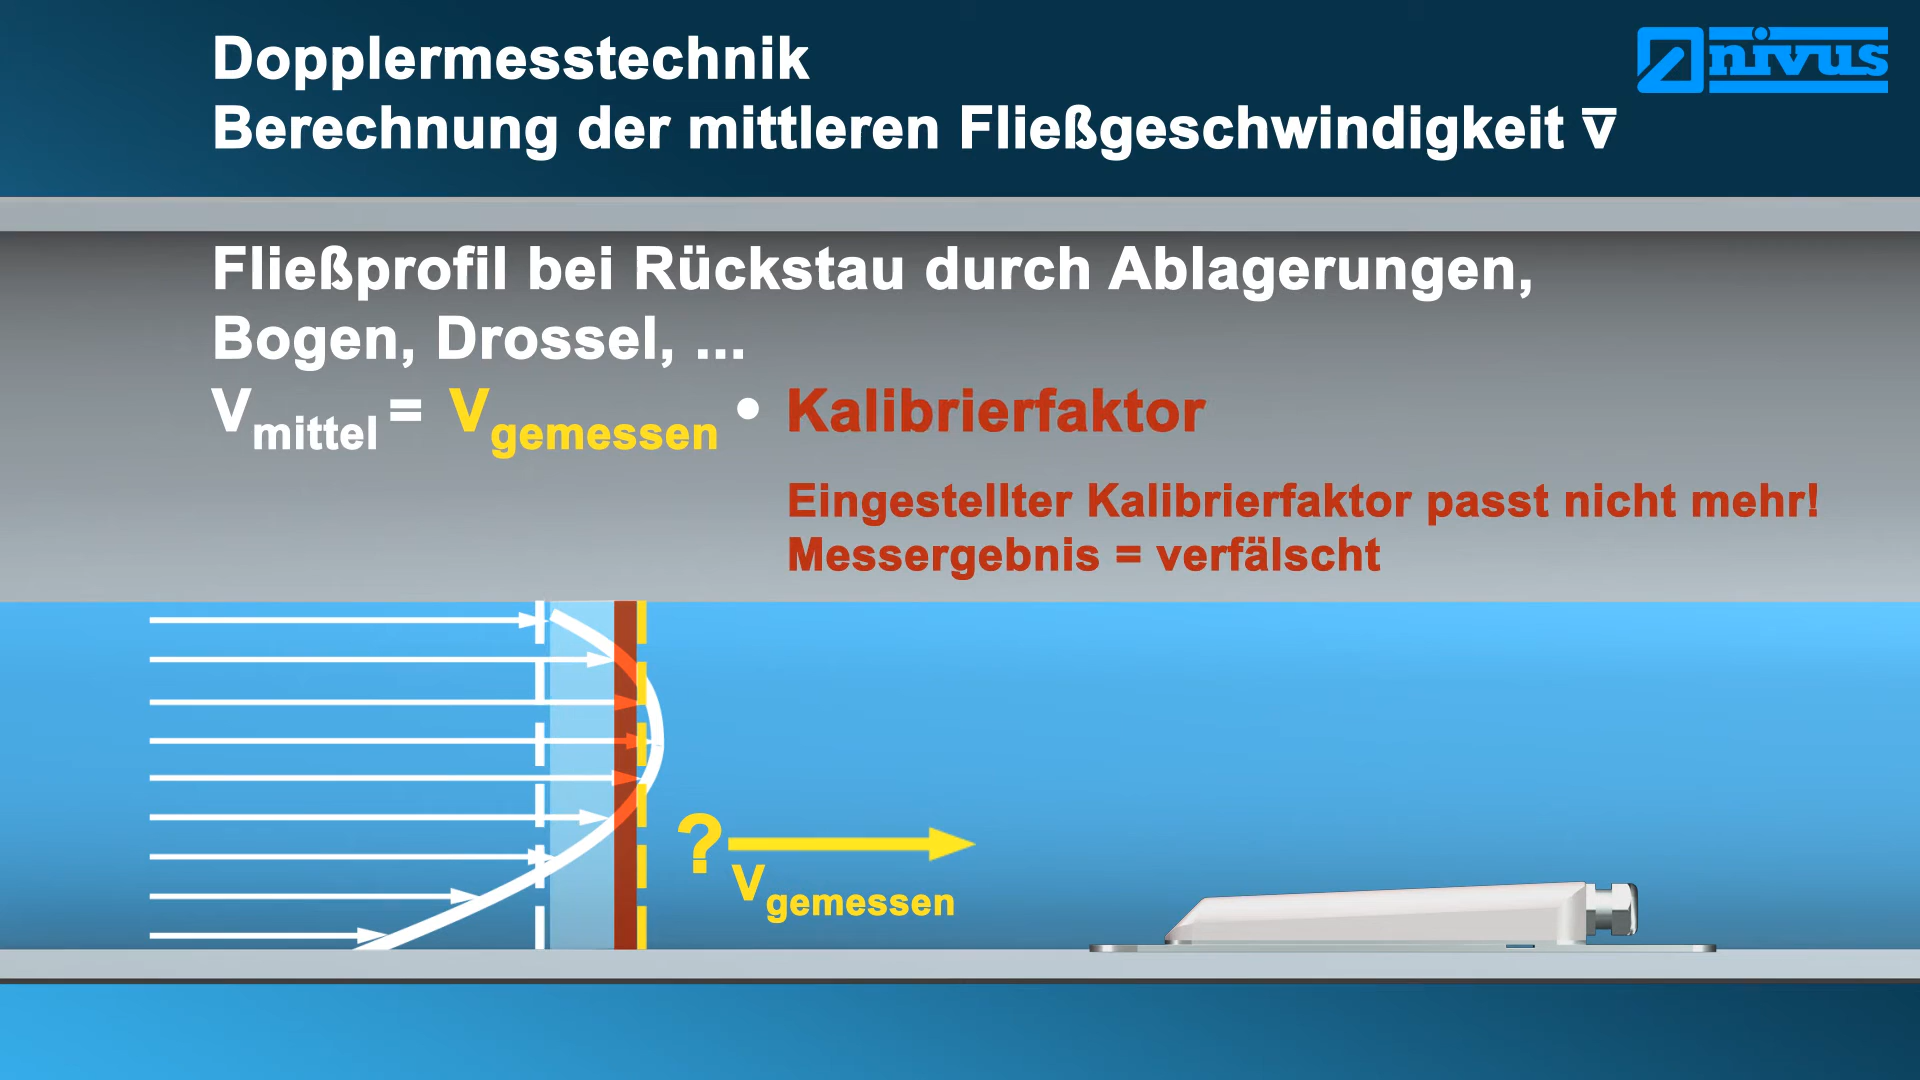 Dopplermesstechnik
nivus
Berechnung der mittleren Fließgeschwindigkeit v̅
Fließprofil bei Rückstau durch Ablagerungen,
Bogen, Drossel, ...
vmittel = vgemessen • Kalibrierfaktor
Eingestellter Kalibrierfaktor passt nicht mehr!
Messergebnis = verfälscht
?
vgemessen